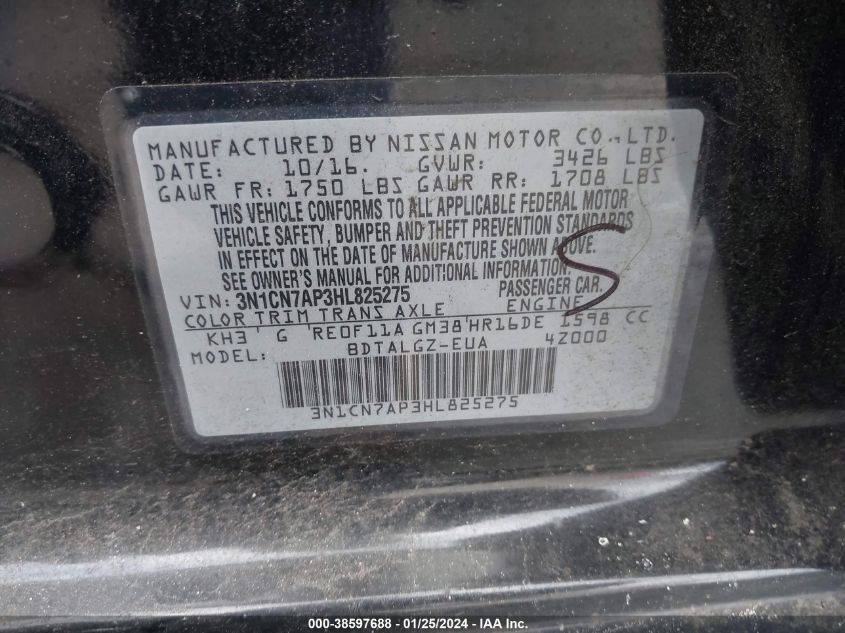 MANUFACTURED BY NISSAN MOTOR CO.,LTD.
DATE: 10/16. GVWR: 3426 LBS
GAWR FR: 1750 LBS GAWR RR: 1708 LBS
THIS VEHICLE CONFORMS TO ALL APPLICABLE FEDERAL MOTOR
VEHICLE SAFETY, BUMPER AND THEFT PREVENTION STANDARDS
IN EFFECT ON THE DATE OF MANUFACTURE SHOWN ABOVE.
SEE OWNER'S MANUAL FOR ADDITIONAL INFORMATION.
VIN: 3N1CN7AP3HL825275 PASSENGER CAR.
COLOR TRIM TRANS AXLE ENGINE
KH3 G RE0F11A GM38 HR16DE 1598 CC
MODEL: BDTALGZ-EUA 42000
3N1CN7AP3HL825275
S
000-38597688 - 01/25/2024 - IAA Inc.